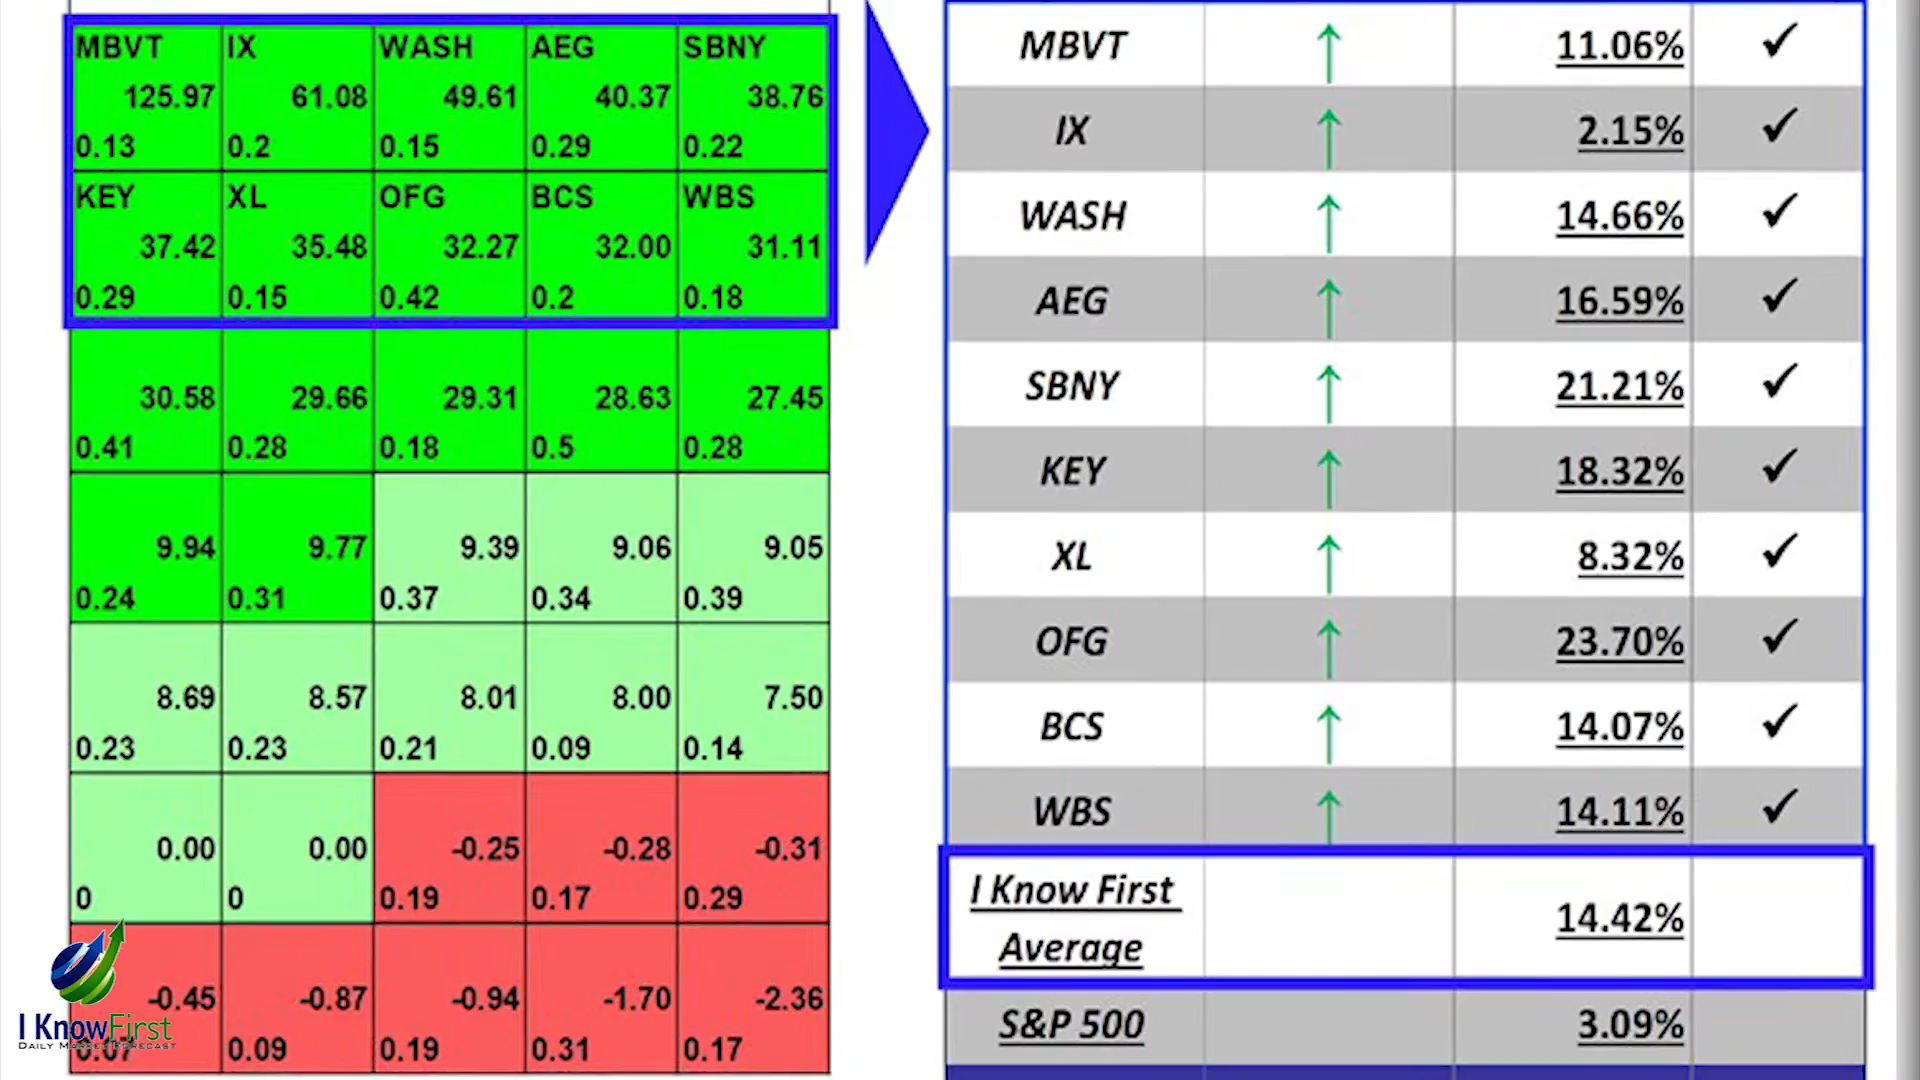 MBVT IX WASH AEG SBNY
125.97 61.08 49.61 40.37 38.76
0.13 0.2 0.15 0.29 0.22
KEY XL OFG BCS WBS
37.42 35.48 32.27 32.00 31.11
0.29 0.15 0.42 0.2 0.18
30.58 29.66 29.31 28.63 27.45
0.41 0.28 0.18 0.5 0.28
9.94 9.77 9.39 9.06 9.05
0.24 0.31 0.37 0.34 0.39
8.69 8.57 8.01 8.00 7.50
0.23 0.23 0.21 0.09 0.14
0.00 0.00 -0.25 -0.28 -0.31
0 0 0.19 0.17 0.29
-0.45 -0.87 -0.94 -1.70 -2.36
0.07 0.09 0.19 0.31 0.17
I Know First
DAILY MARKET FORECAST
MBVT ↑ 11.06% ✓
IX ↑ 2.15% ✓
WASH ↑ 14.66% ✓
AEG ↑ 16.59% ✓
SBNY ↑ 21.21% ✓
KEY ↑ 18.32% ✓
XL ↑ 8.32% ✓
OFG ↑ 23.70% ✓
BCS ↑ 14.07% ✓
WBS ↑ 14.11% ✓
I Know First
Average 14.42%
S&P 500 3.09%